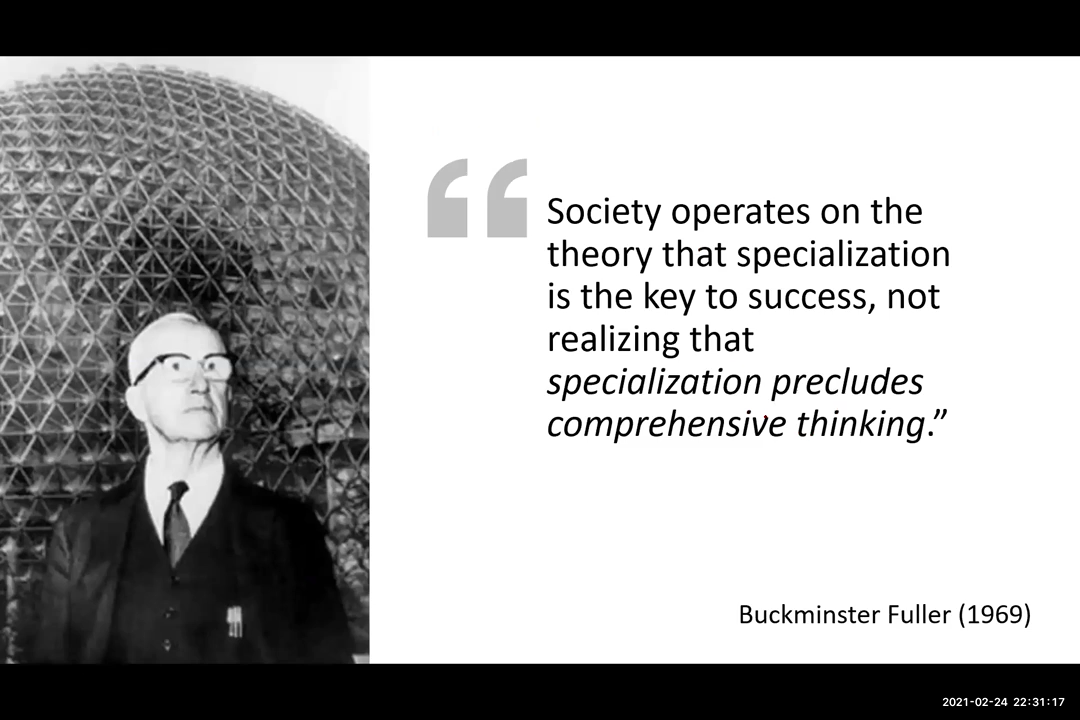 “
Society operates on the
theory that specialization
is the key to success, not
realizing that
specialization precludes
comprehensive thinking.”
Buckminster Fuller (1969)
2021-02-24 22:31:17